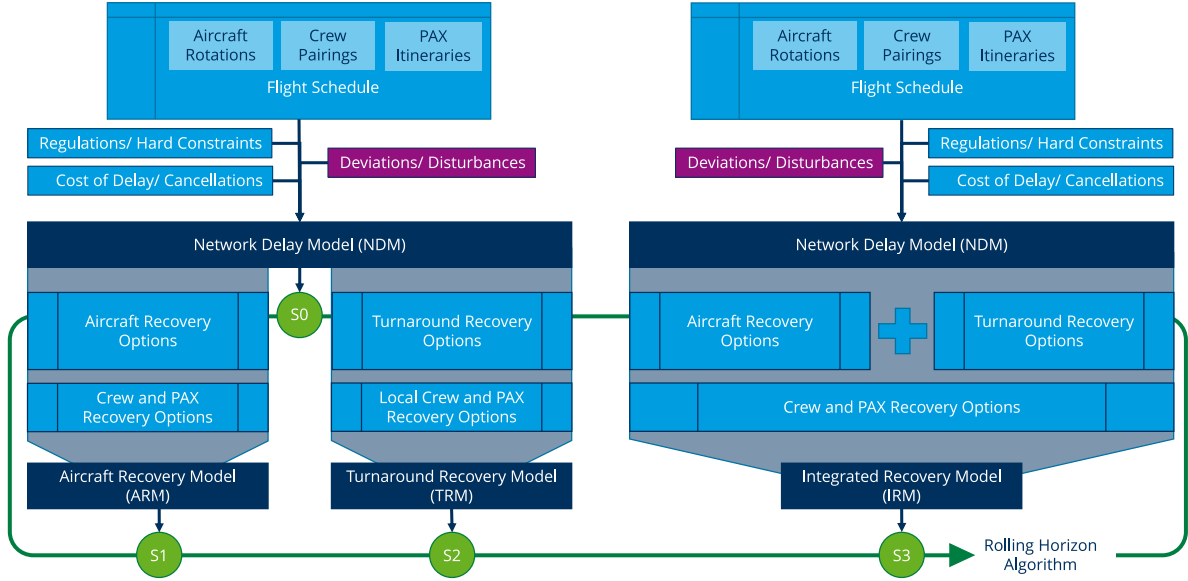 Aircraft
Rotations
Crew
Pairings
PAX
Itineraries
Flight Schedule
Regulations/ Hard Constraints
Deviations/ Disturbances
Cost of Delay/ Cancellations
Network Delay Model (NDM)
S0
Aircraft Recovery
Options
Turnaround Recovery
Options
Crew and PAX
Recovery Options
Local Crew and PAX
Recovery Options
Aircraft Recovery Model
(ARM)
Turnaround Recovery Model
(TRM)
S1
S2
Aircraft
Rotations
Crew
Pairings
PAX
Itineraries
Flight Schedule
Regulations/ Hard Constraints
Deviations/ Disturbances
Cost of Delay/ Cancellations
Network Delay Model (NDM)
Aircraft Recovery
Options
Turnaround Recovery
Options
Crew and PAX Recovery Options
Integrated Recovery Model
(IRM)
S3
Rolling Horizon
Algorithm